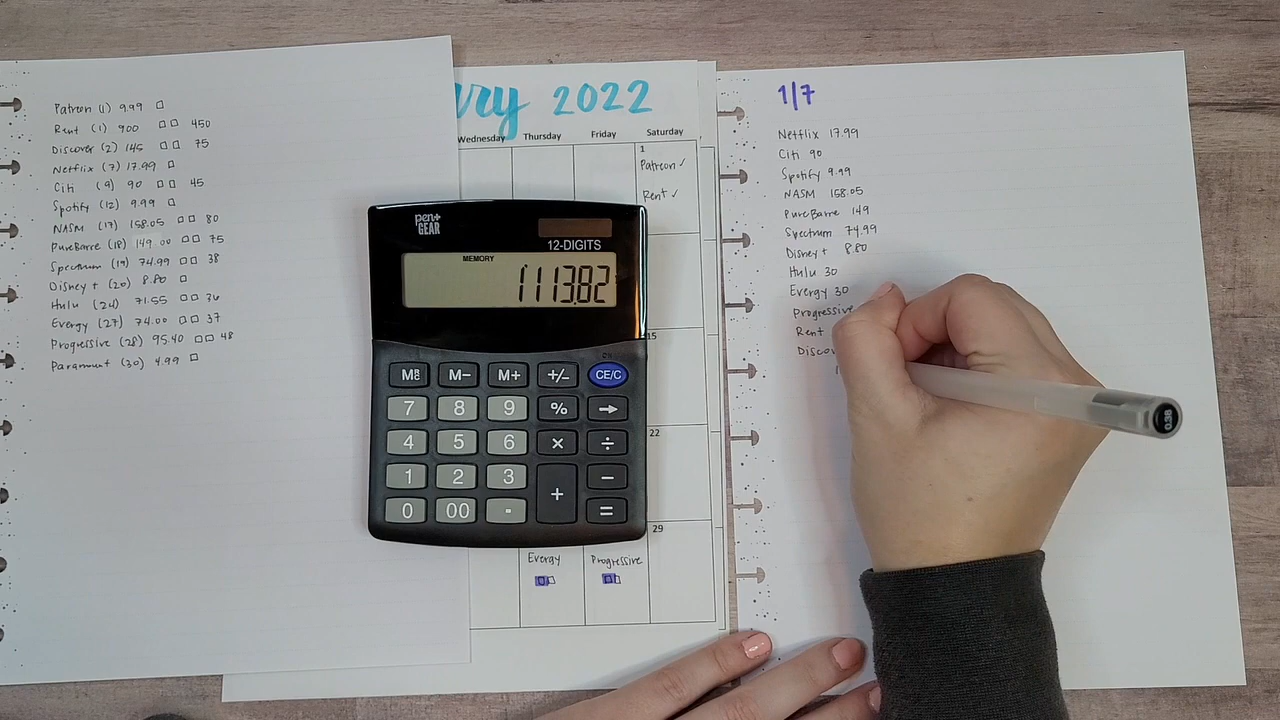 Patreon (1) 9.99
Rent (1) 900 450
Discover (2) 145 75
Netflix (7) 17.99
Citi (9) 90 45
Spotify (12) 9.99
NASM (17) 158.05 80
PureBarre (18) 149.00 75
Spectrum (19) 74.99 38
Disney+ (20) 8.80
Hulu (24) 71.55 36
Evergy (27) 74.00 37
Progressive (28) 95.40 48
Paramount (30) 4.99
ry 2022
Wednesday Thursday Friday Saturday
1
Patreon ✓
Rent ✓
15
22
29
Evergy Progressive
pen+
GEAR
12-DIGITS
MEMORY
1113.82
M- M+ +/- CE/C
7 8 9 % →
4 5 6 × ÷
1 2 3 + -
0 00 . =
1/7
Netflix 17.99
Citi 90
Spotify 9.99
NASM 158.05
PureBarre 149
Spectrum 74.99
Disney+ 8.80
Hulu 30
Evergy 30
Progressive
Rent
Discov
0.38